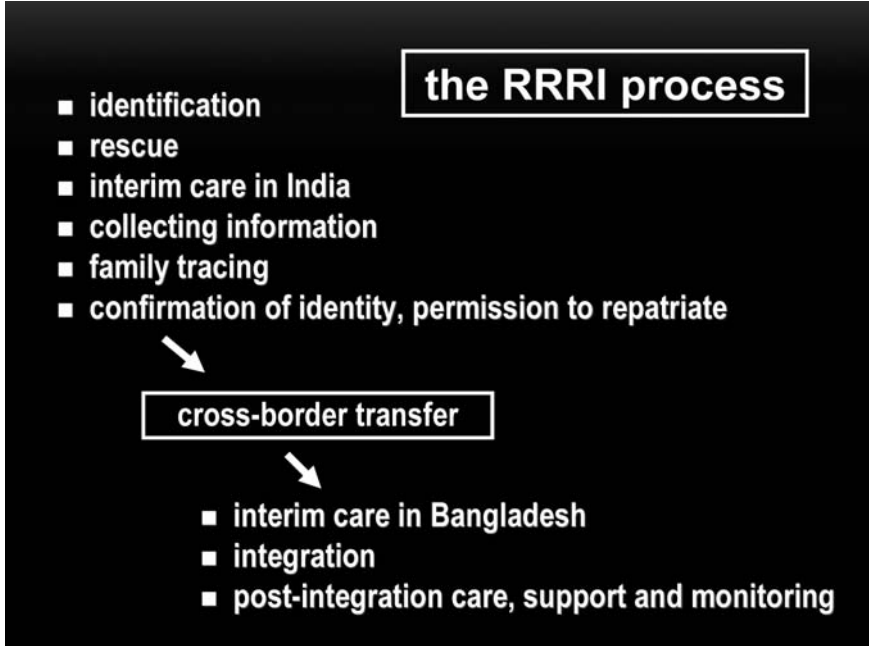 the RRRI process
identification
rescue
interim care in India
collecting information
family tracing
confirmation of identity, permission to repatriate
cross-border transfer
interim care in Bangladesh
integration
post-integration care, support and monitoring